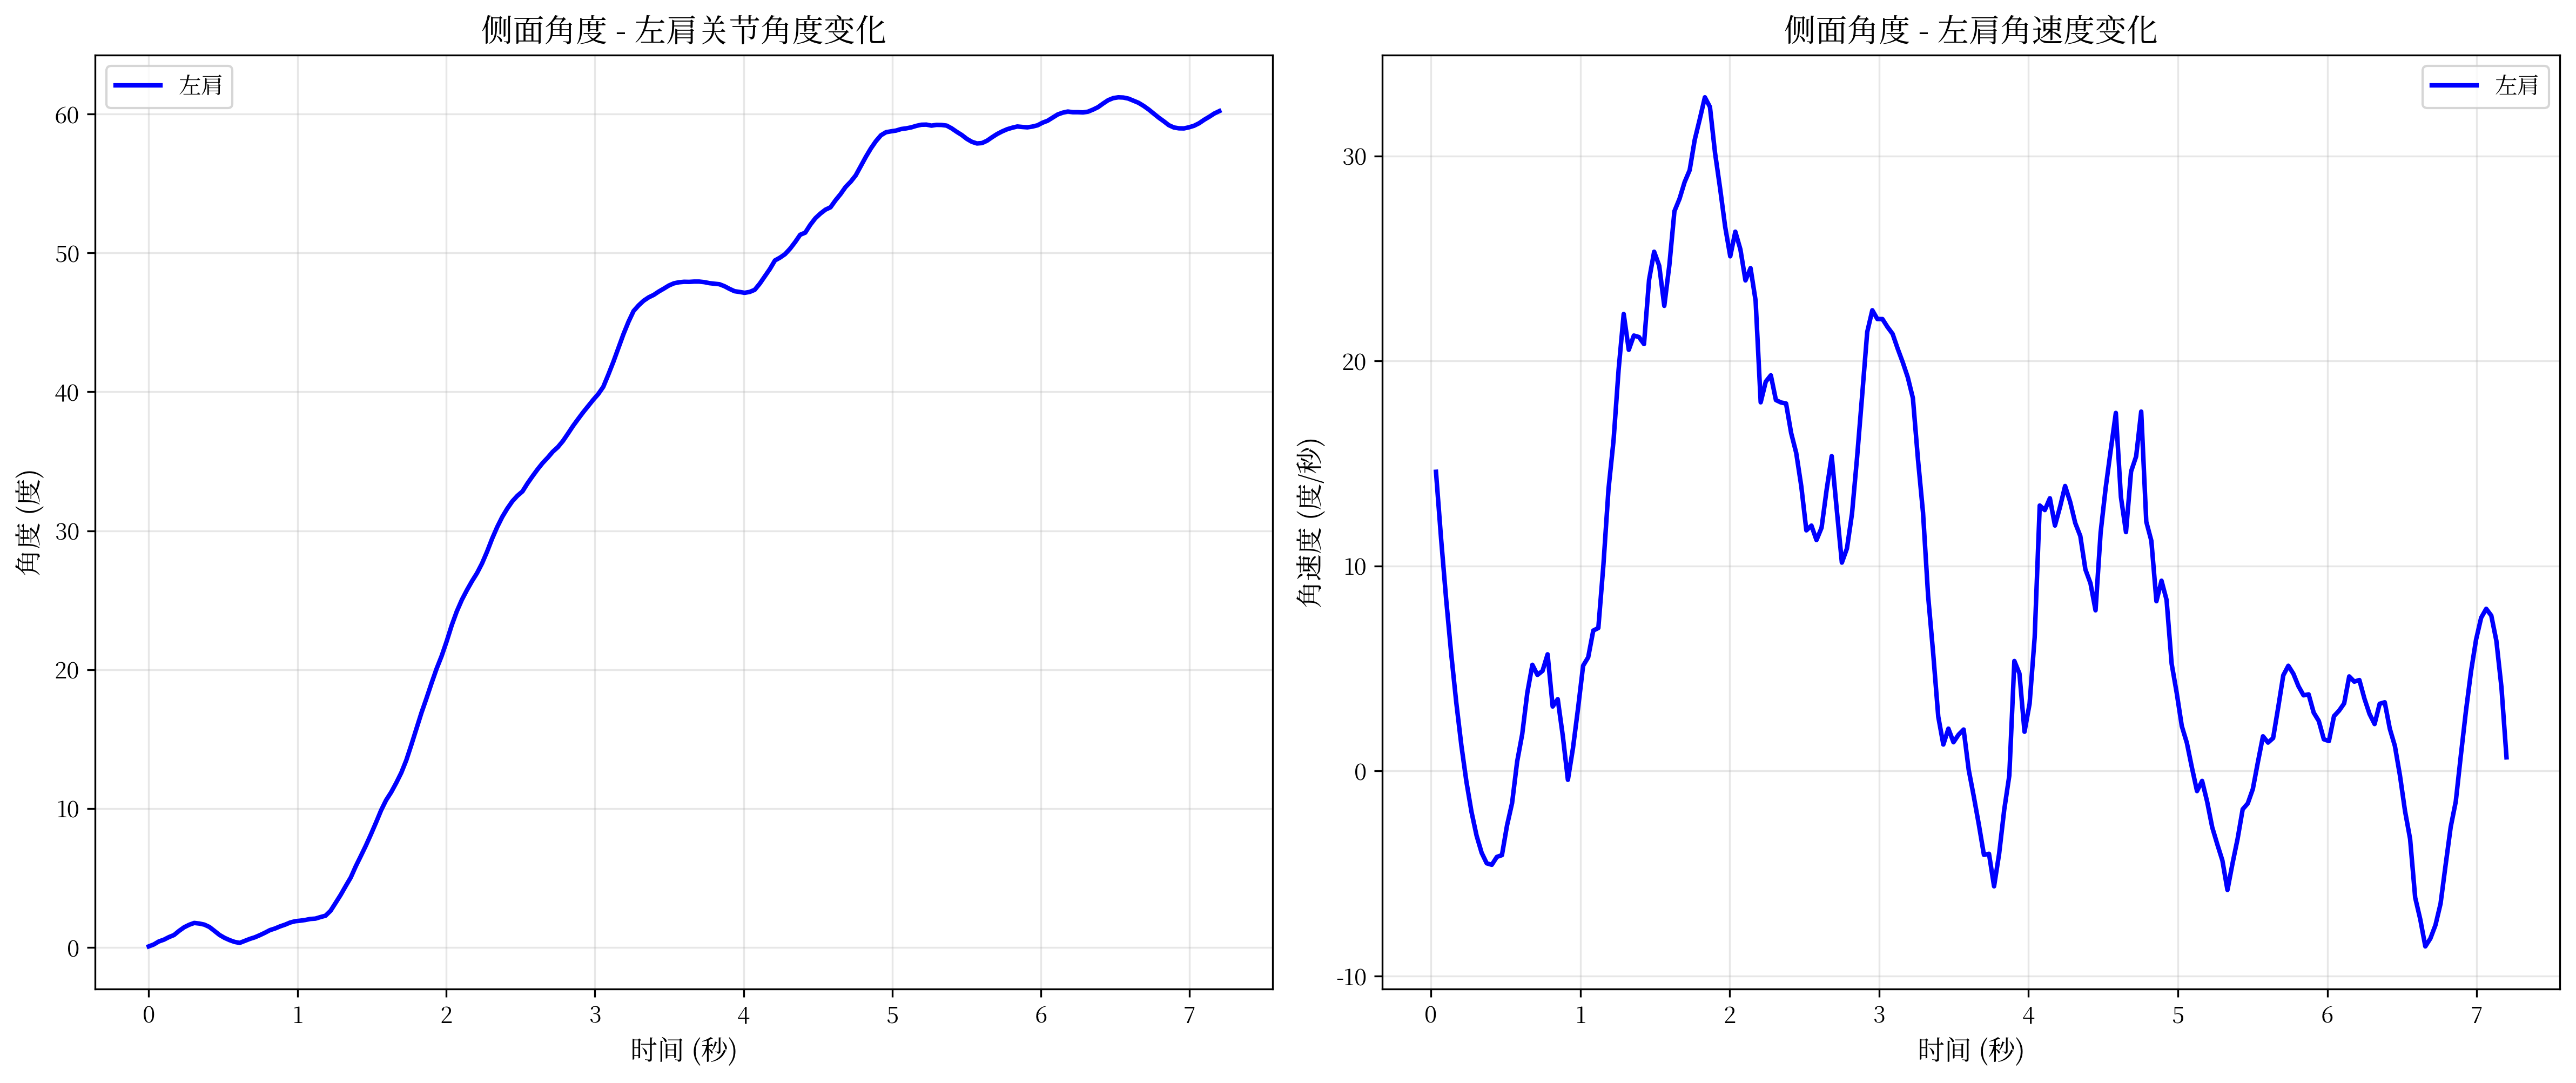 侧面角度 - 左肩关节角度变化
左肩
60
50
40
30
20
10
0
角度 (度)
0 1 2 3 4 5 6 7
时间 (秒)
侧面角度 - 左肩角速度变化
左肩
30
20
10
0
-10
角速度 (度/秒)
0 1 2 3 4 5 6 7
时间 (秒)